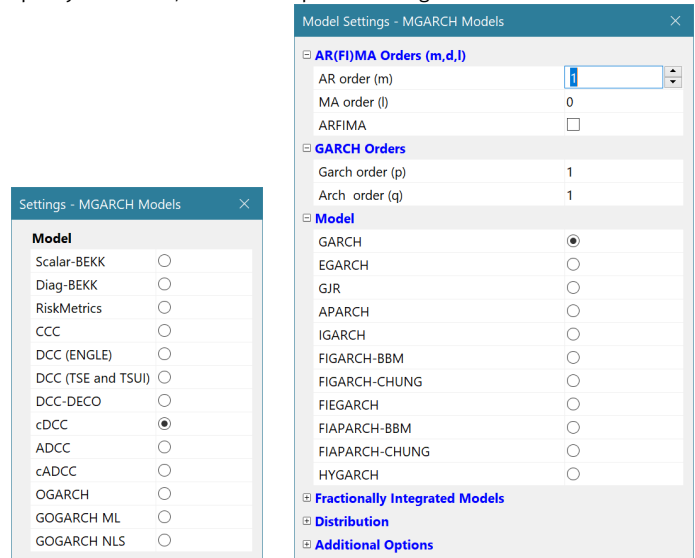 Model Settings - MGARCH Models
AR(FI)MA Orders (m,d,l)
AR order (m) 1
MA order (l) 0
ARFIMA
GARCH Orders
Garch order (p) 1
Arch order (q) 1
Model
GARCH
EGARCH
GJR
APARCH
IGARCH
FIGARCH-BBM
FIGARCH-CHUNG
FIEGARCH
FIAPARCH-BBM
FIAPARCH-CHUNG
HYGARCH
Fractionally Integrated Models
Distribution
Additional Options
Settings - MGARCH Models
Model
Scalar-BEKK
Diag-BEKK
RiskMetrics
CCC
DCC (ENGLE)
DCC (TSE and TSUI)
DCC-DECO
cDCC
ADCC
cADCC
OGARCH
GOGARCH ML
GOGARCH NLS